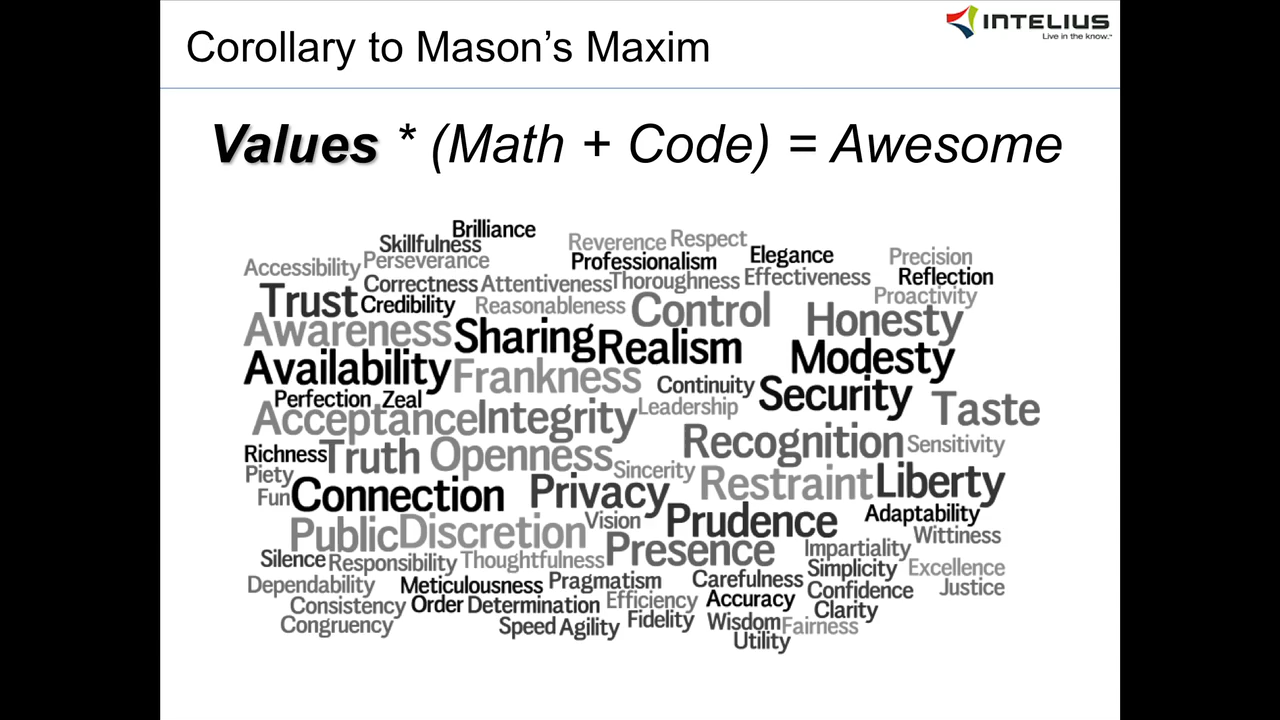 Corollary to Mason's Maxim
INTELIUS
Live in the know.™
Values * (Math + Code) = Awesome
Brilliance
Skillfulness Reverence Respect
Accessibility Perseverance Professionalism Elegance Precision
Correctness Attentiveness Thoroughness Effectiveness Reflection
Trust Credibility Reasonableness Control Proactivity
Awareness Sharing Realism Honesty
Availability Frankness Continuity Modesty
Perfection Zeal Leadership Security Taste
Acceptance Integrity Recognition Sensitivity
Richness Truth Openness Sincerity
Piety Restraint Liberty
Fun Connection Privacy Adaptability
Public Discretion Vision Prudence Wittiness
Silence Responsibility Thoughtfulness Presence Impartiality
Dependability Meticulousness Pragmatism Carefulness Simplicity Excellence
Consistency Order Determination Efficiency Accuracy Confidence Justice
Congruency Speed Agility Fidelity Wisdom Clarity
Fairness
Utility